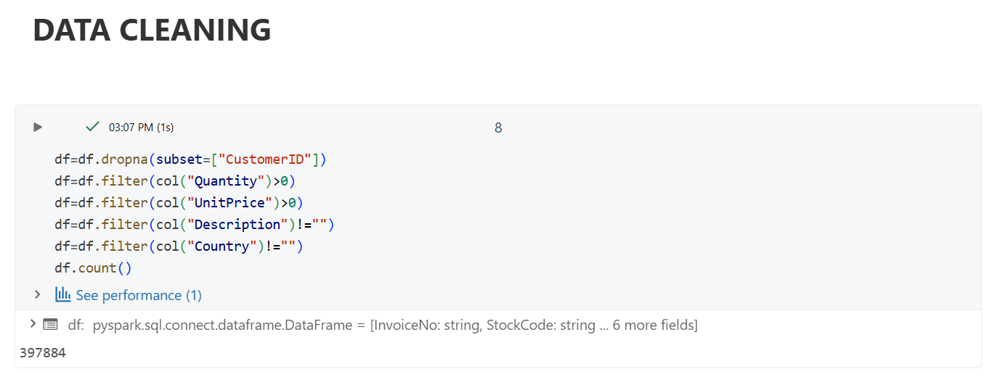 DATA CLEANING
03:07 PM (1s)
8
df=df.dropna(subset=["CustomerID"])
df=df.filter(col("Quantity")>0)
df=df.filter(col("UnitPrice")>0)
df=df.filter(col("Description")!="")
df=df.filter(col("Country")!="")
df.count()
See performance (1)
df: pyspark.sql.connect.dataframe.DataFrame = [InvoiceNo: string, StockCode: string ... 6 more fields]
397884